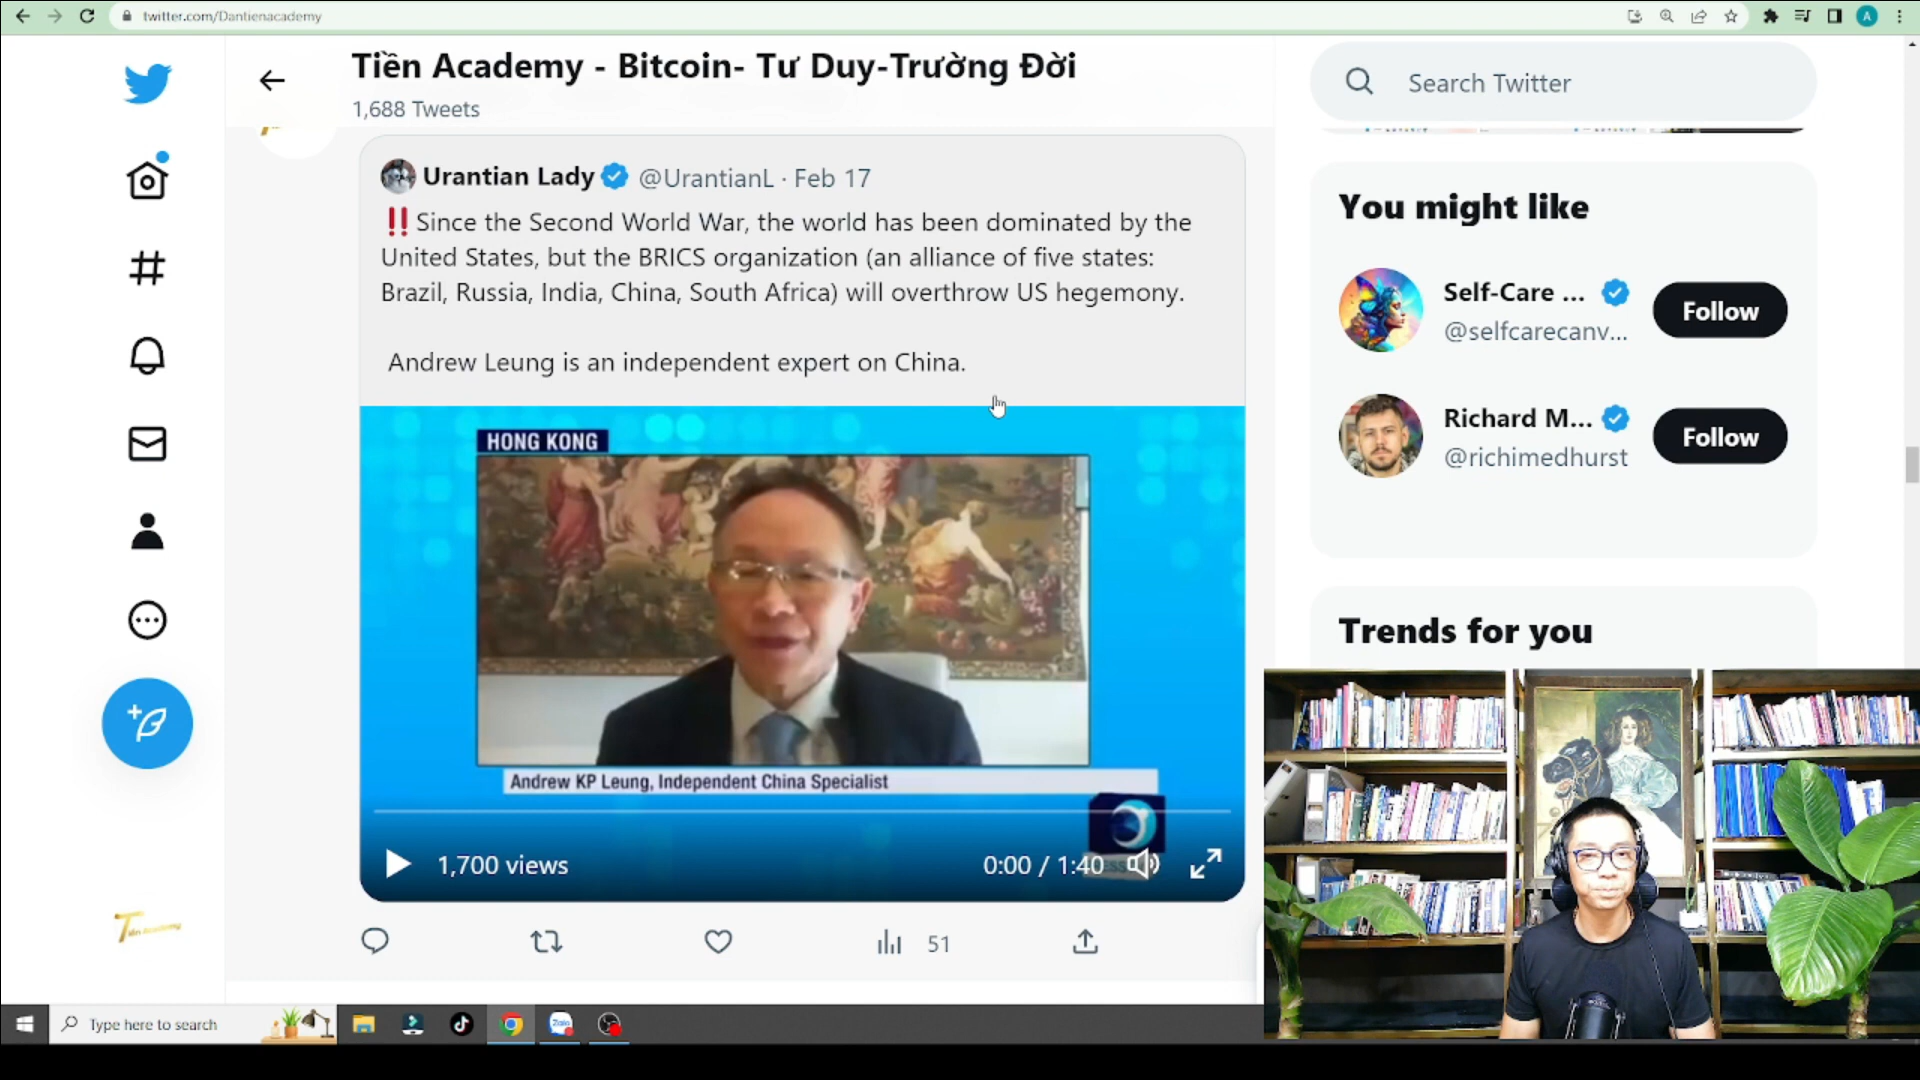 twitter.com/Dantienacademy
A
Tiền Academy - Bitcoin- Tư Duy-Trường Đời
1,688 Tweets
Search Twitter
Urantian Lady @UrantianL · Feb 17
‼️Since the Second World War, the world has been dominated by the
United States, but the BRICS organization (an alliance of five states:
Brazil, Russia, India, China, South Africa) will overthrow US hegemony.
Andrew Leung is an independent expert on China.
HONG KONG
Andrew KP Leung, Independent China Specialist
1,700 views
0:00 / 1:40
51
You might like
Self-Care ...
@selfcarecanv...
Follow
Richard M...
@richimedhurst
Follow
Trends for you
Tiền Academy
Type here to search
Zalo